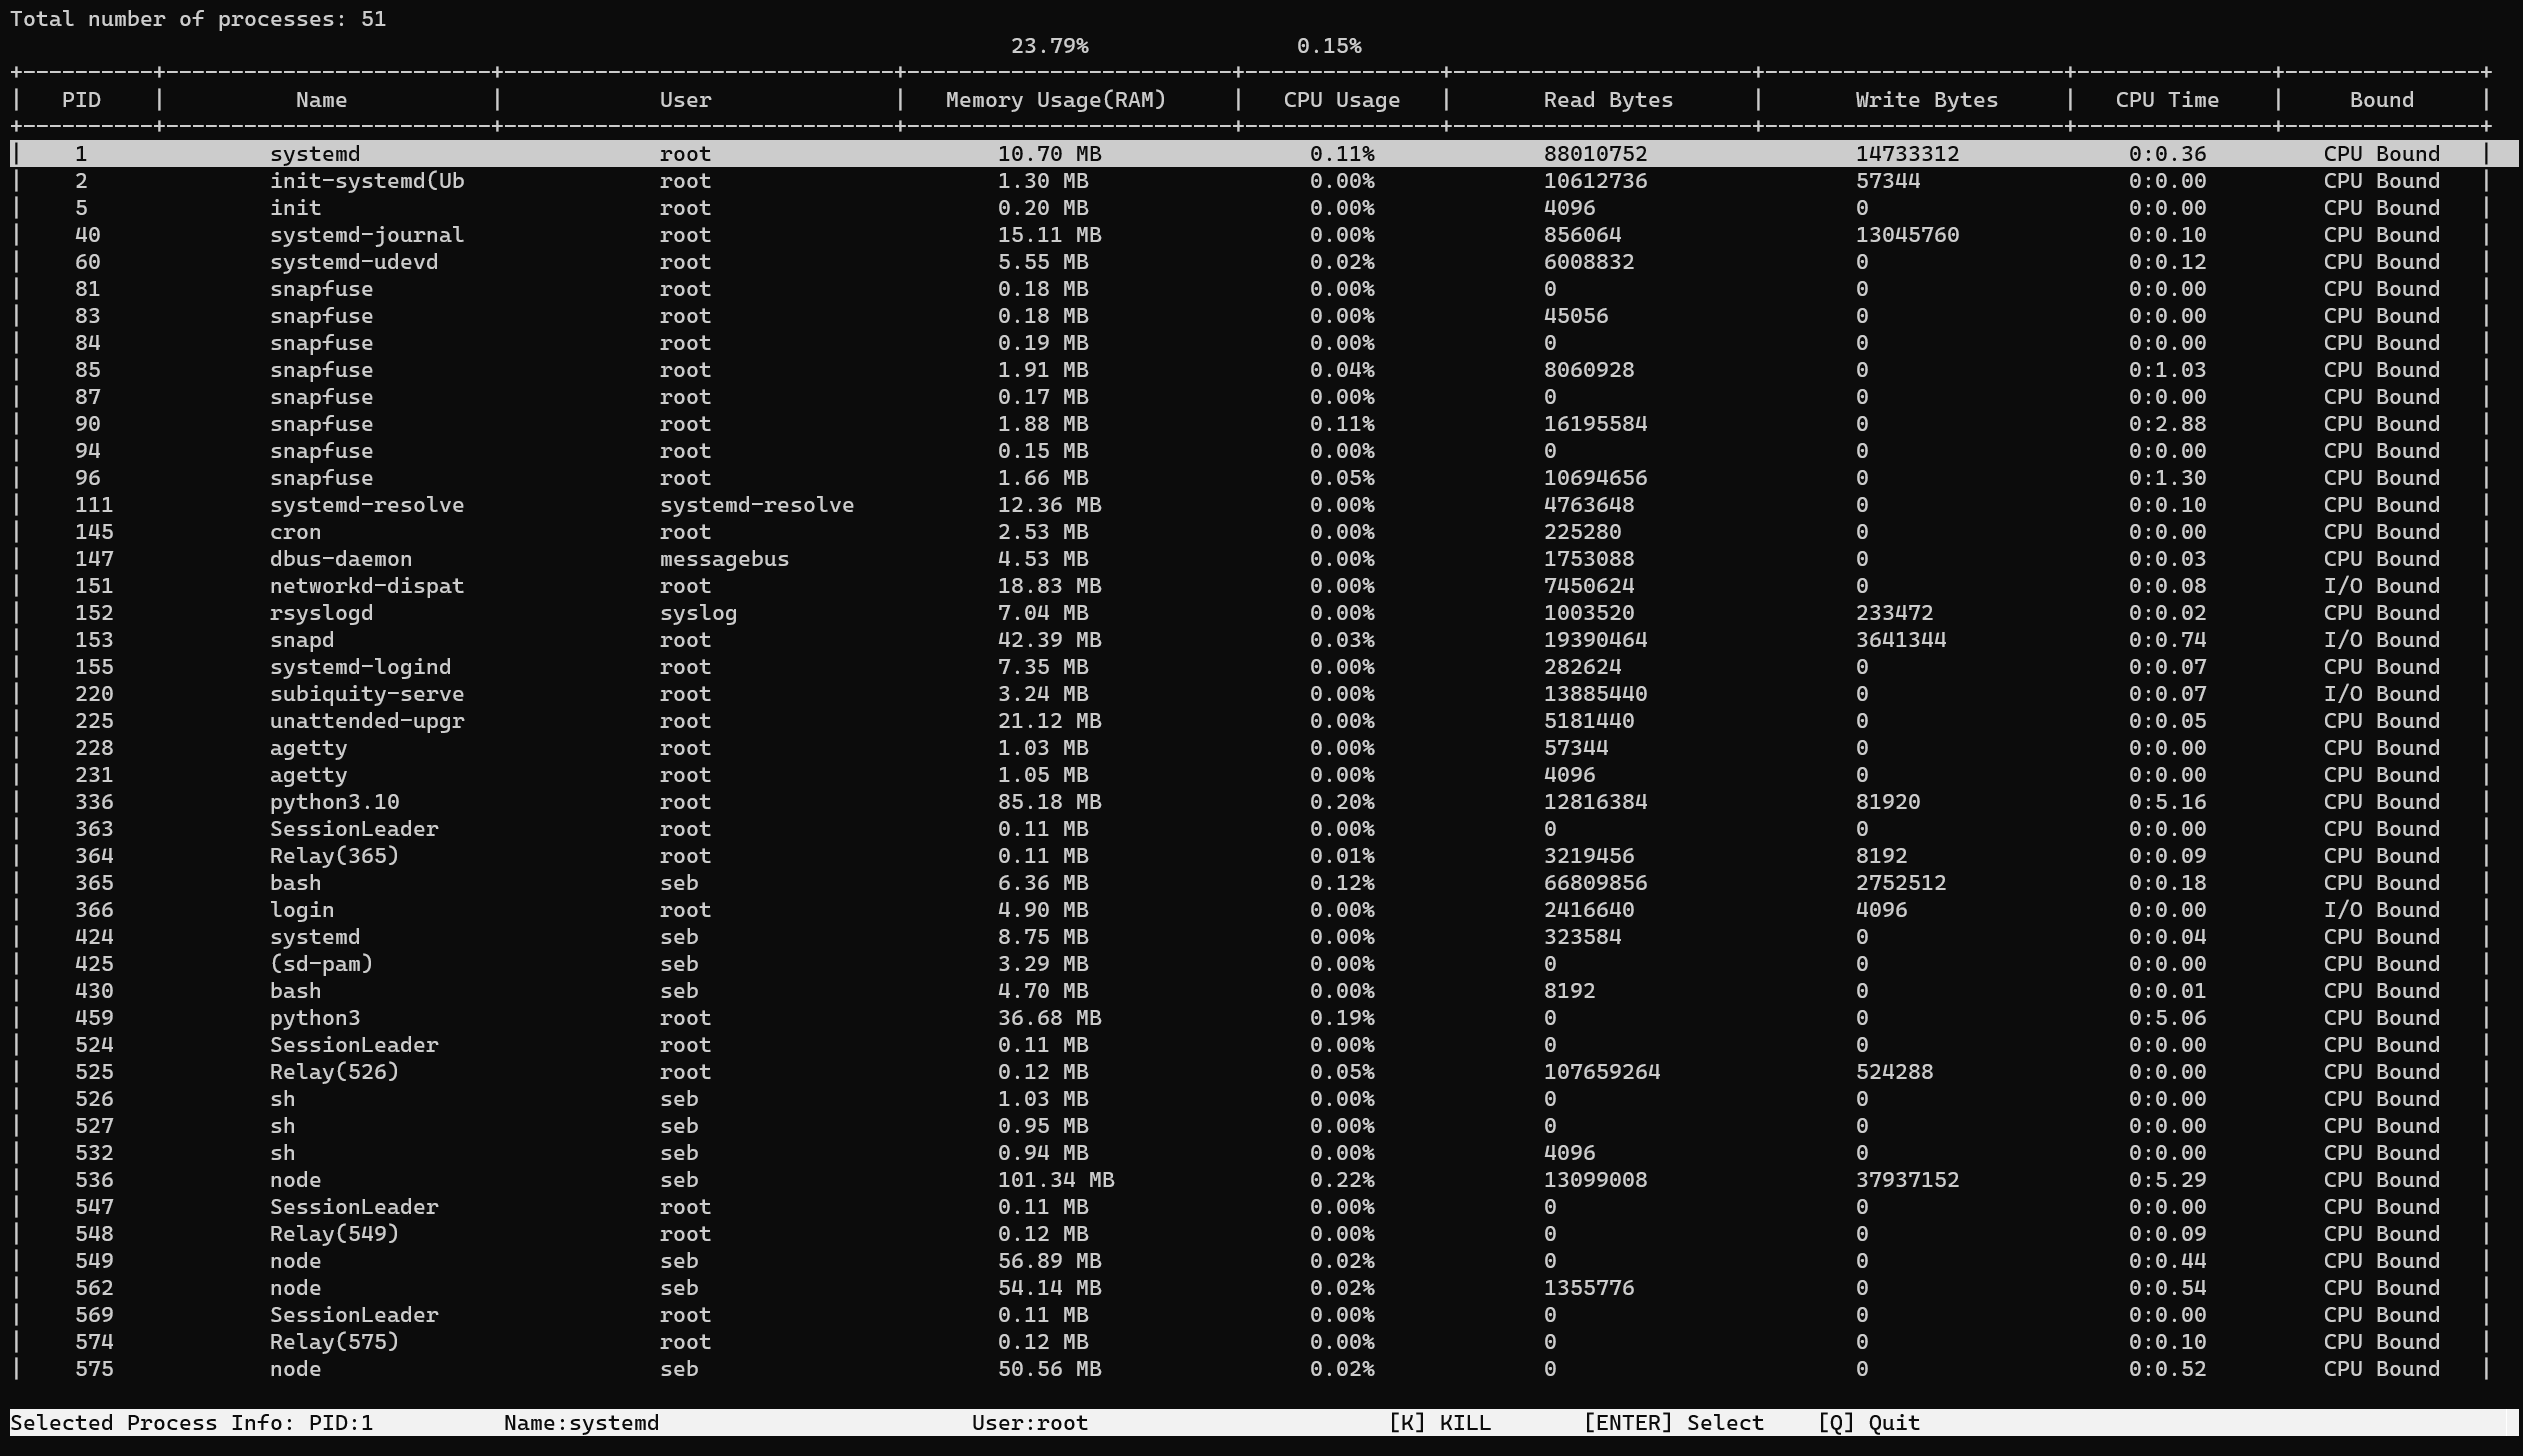 Total number of processes: 51
23.79% 0.15%
| PID | Name | User | Memory Usage(RAM) | CPU Usage | Read Bytes | Write Bytes | CPU Time | Bound |
| 1 systemd root 10.70 MB 0.11% 88010752 14733312 0:0.36 CPU Bound |
| 2 init-systemd(Ub root 1.30 MB 0.00% 10612736 57344 0:0.00 CPU Bound |
| 5 init root 0.20 MB 0.00% 4096 0 0:0.00 CPU Bound |
| 40 systemd-journal root 15.11 MB 0.00% 856064 13045760 0:0.10 CPU Bound |
| 60 systemd-udevd root 5.55 MB 0.02% 6008832 0 0:0.12 CPU Bound |
| 81 snapfuse root 0.18 MB 0.00% 0 0 0:0.00 CPU Bound |
| 83 snapfuse root 0.18 MB 0.00% 45056 0 0:0.00 CPU Bound |
| 84 snapfuse root 0.19 MB 0.00% 0 0 0:0.00 CPU Bound |
| 85 snapfuse root 1.91 MB 0.04% 8060928 0 0:1.03 CPU Bound |
| 87 snapfuse root 0.17 MB 0.00% 0 0 0:0.00 CPU Bound |
| 90 snapfuse root 1.88 MB 0.11% 16195584 0 0:2.88 CPU Bound |
| 94 snapfuse root 0.15 MB 0.00% 0 0 0:0.00 CPU Bound |
| 96 snapfuse root 1.66 MB 0.05% 10694656 0 0:1.30 CPU Bound |
| 111 systemd-resolve systemd-resolve 12.36 MB 0.00% 4763648 0 0:0.10 CPU Bound |
| 145 cron root 2.53 MB 0.00% 225280 0 0:0.00 CPU Bound |
| 147 dbus-daemon messagebus 4.53 MB 0.00% 1753088 0 0:0.03 CPU Bound |
| 151 networkd-dispat root 18.83 MB 0.00% 7450624 0 0:0.08 I/O Bound |
| 152 rsyslogd syslog 7.04 MB 0.00% 1003520 233472 0:0.02 CPU Bound |
| 153 snapd root 42.39 MB 0.03% 19390464 3641344 0:0.74 I/O Bound |
| 155 systemd-logind root 7.35 MB 0.00% 282624 0 0:0.07 CPU Bound |
| 220 subiquity-serve root 3.24 MB 0.00% 13885440 0 0:0.07 I/O Bound |
| 225 unattended-upgr root 21.12 MB 0.00% 5181440 0 0:0.05 CPU Bound |
| 228 agetty root 1.03 MB 0.00% 57344 0 0:0.00 CPU Bound |
| 231 agetty root 1.05 MB 0.00% 4096 0 0:0.00 CPU Bound |
| 336 python3.10 root 85.18 MB 0.20% 12816384 81920 0:5.16 CPU Bound |
| 363 SessionLeader root 0.11 MB 0.00% 0 0 0:0.00 CPU Bound |
| 364 Relay(365) root 0.11 MB 0.01% 3219456 8192 0:0.09 CPU Bound |
| 365 bash seb 6.36 MB 0.12% 66809856 2752512 0:0.18 CPU Bound |
| 366 login root 4.90 MB 0.00% 2416640 4096 0:0.00 I/O Bound |
| 424 systemd seb 8.75 MB 0.00% 323584 0 0:0.04 CPU Bound |
| 425 (sd-pam) seb 3.29 MB 0.00% 0 0 0:0.00 CPU Bound |
| 430 bash seb 4.70 MB 0.00% 8192 0 0:0.01 CPU Bound |
| 459 python3 root 36.68 MB 0.19% 0 0 0:5.06 CPU Bound |
| 524 SessionLeader root 0.11 MB 0.00% 0 0 0:0.00 CPU Bound |
| 525 Relay(526) root 0.12 MB 0.05% 107659264 524288 0:0.00 CPU Bound |
| 526 sh seb 1.03 MB 0.00% 0 0 0:0.00 CPU Bound |
| 527 sh seb 0.95 MB 0.00% 0 0 0:0.00 CPU Bound |
| 532 sh seb 0.94 MB 0.00% 4096 0 0:0.00 CPU Bound |
| 536 node seb 101.34 MB 0.22% 13099008 37937152 0:5.29 CPU Bound |
| 547 SessionLeader root 0.11 MB 0.00% 0 0 0:0.00 CPU Bound |
| 548 Relay(549) root 0.12 MB 0.00% 0 0 0:0.09 CPU Bound |
| 549 node seb 56.89 MB 0.02% 0 0 0:0.44 CPU Bound |
| 562 node seb 54.14 MB 0.02% 1355776 0 0:0.54 CPU Bound |
| 569 SessionLeader root 0.11 MB 0.00% 0 0 0:0.00 CPU Bound |
| 574 Relay(575) root 0.12 MB 0.00% 0 0 0:0.10 CPU Bound |
| 575 node seb 50.56 MB 0.02% 0 0 0:0.52 CPU Bound |
Selected Process Info: PID:1 Name:systemd User:root [K] KILL [ENTER] Select [Q] Quit